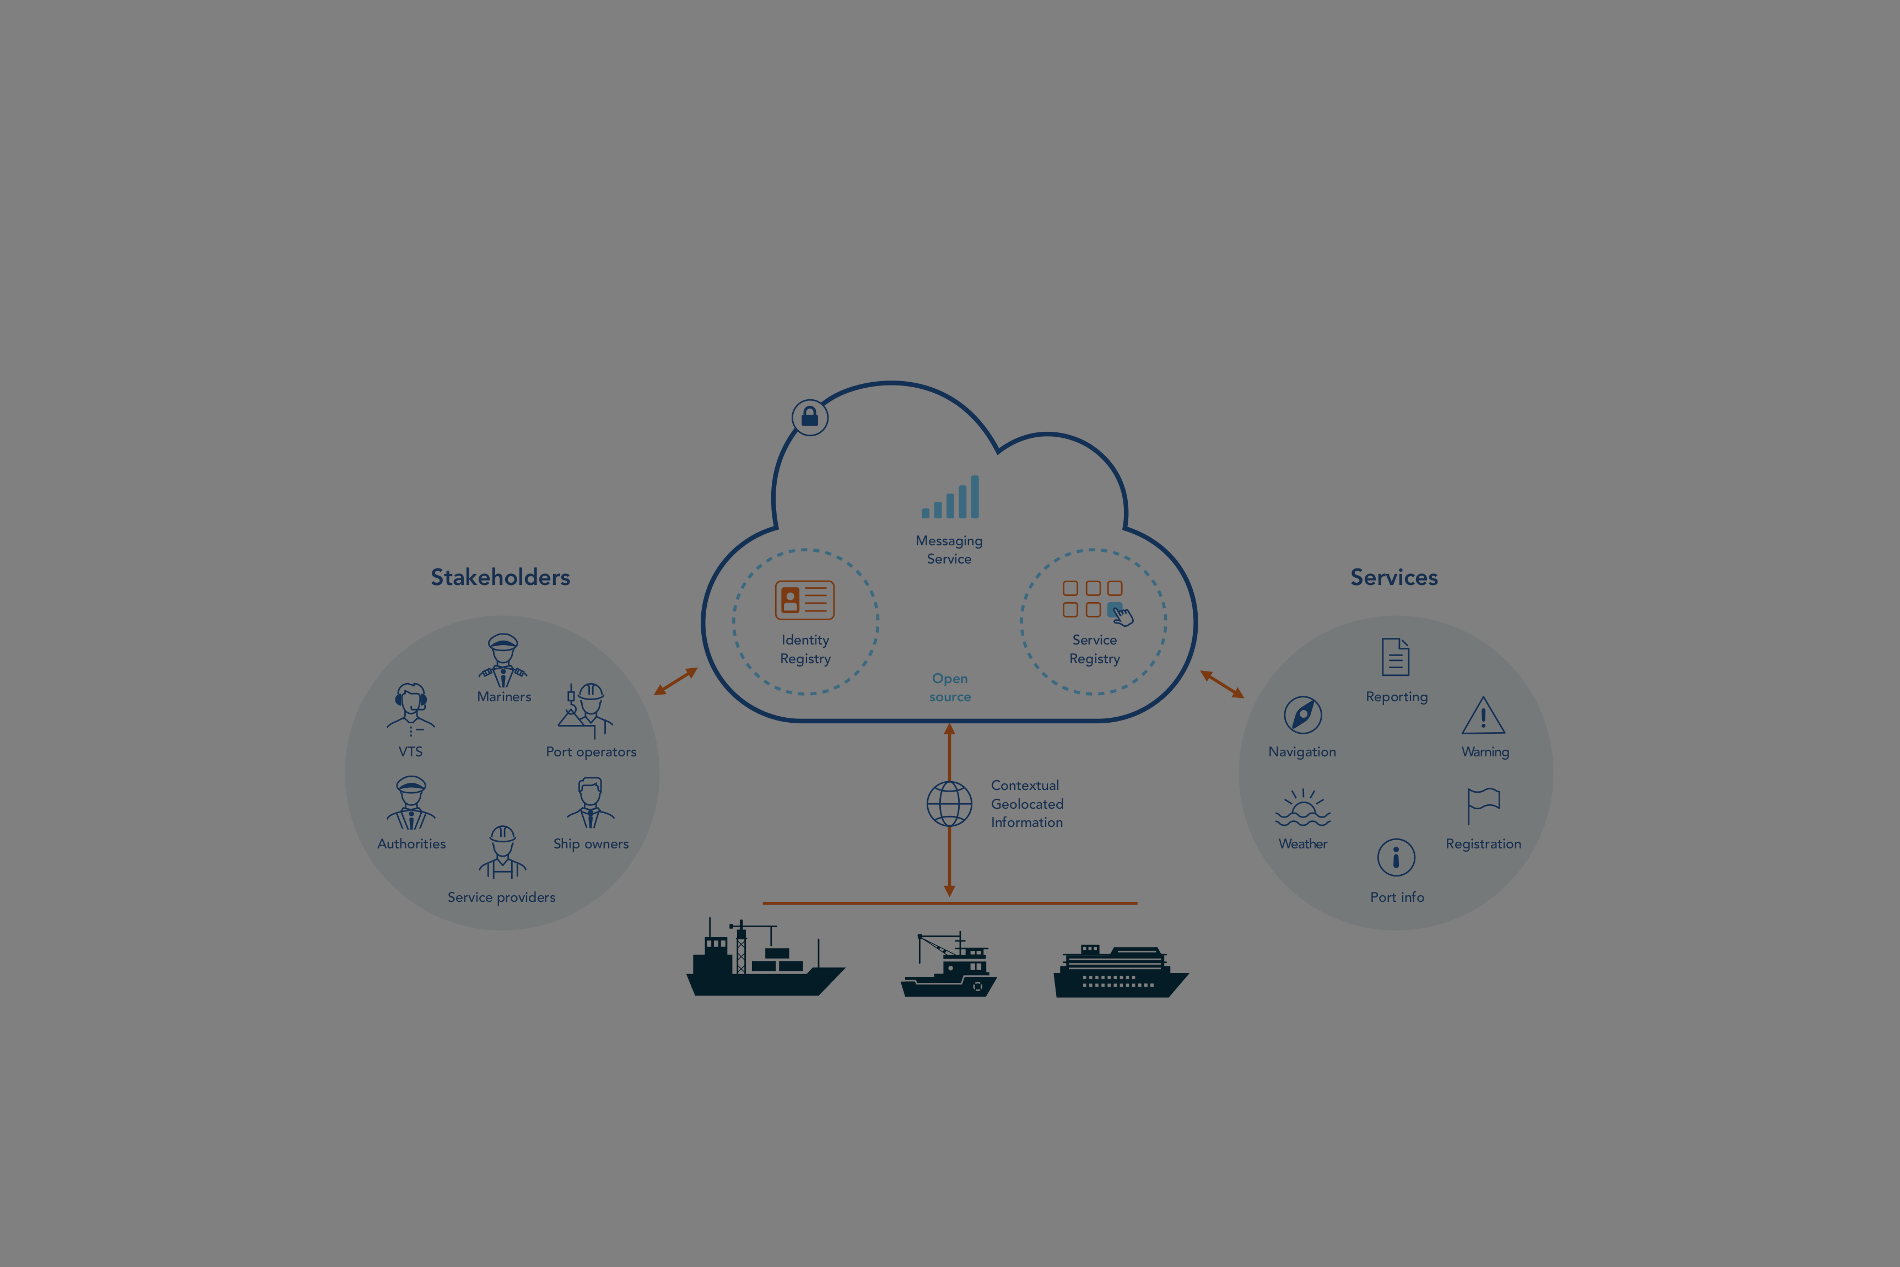 Messaging
Service
Identity
Registry
Service
Registry
Open
source
Stakeholders
Mariners
VTS
Port operators
Authorities
Ship owners
Service providers
Services
Reporting
Navigation
Warning
Weather
Registration
Port info
Contextual
Geolocated
Information